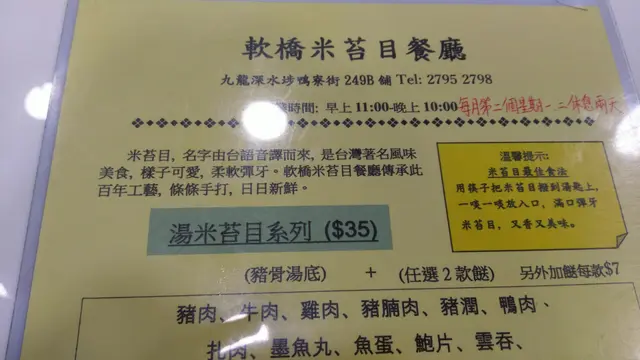 軟橋米苔目餐廳
九龍深水埗鴨寮街249B 舖 Tel: 2795 2798
時間: 早上 11:00-晚上 10:00 每月第二個星期一 二休息兩天
米苔目, 名字由台語音譯而來, 是台灣著名風味
美食, 樣子可愛, 柔軟彈牙。軟橋米苔目餐廳傳承此
百年工藝, 條條手打, 日日新鮮。
溫馨提示:
米苔目最佳食法
用筷子把米苔目撥到湯匙上,
一啖一啖放入口, 滿口彈牙
米苔目, 又香又美味。
湯米苔目系列 ($35)
(豬骨湯底) + (任選 2 款餸) 另外加餸每款$7
豬肉、牛肉、雞肉、豬腩肉、豬潤、鴨肉、
扎肉、墨魚丸、魚蛋、鮑片、雲吞、